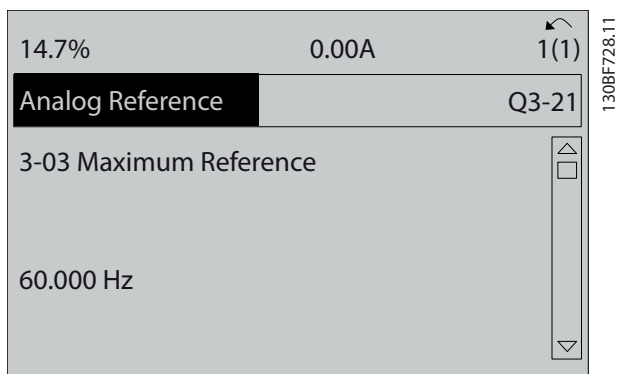 14.7% 0.00A 1(1)
Analog Reference Q3-21
3-03 Maximum Reference
60.000 Hz
130BF728.11